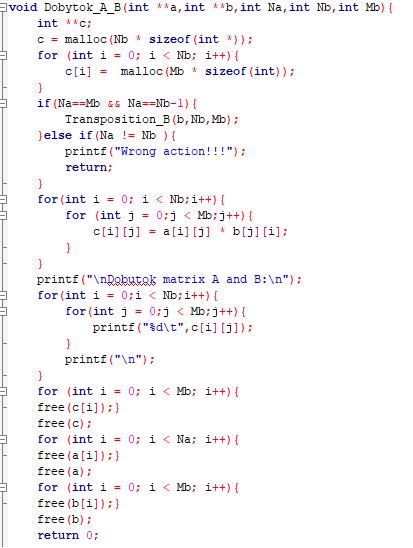 void Dobytok_A_B(int **a,int **b,int Na,int Nb,int Mb){
    int **c;
    c = malloc(Nb * sizeof(int *));
    for (int i = 0; i < Nb; i++){
        c[i] =  malloc(Mb * sizeof(int));
    }
    if(Na==Mb && Na==Nb-1){
        Transposition_B(b,Nb,Mb);
    }else if(Na != Nb ){
        printf("Wrong action!!!");
        return;
    }
    for(int i = 0; i < Nb;i++){
        for (int j = 0;j < Mb;j++){
            c[i][j] = a[i][j] * b[j][i];
        }
    }
    printf("\nDobutok matrix A and B:\n");
    for(int i = 0;i < Nb;i++){
        for(int j = 0;j < Mb;j++){
            printf("%d\t",c[i][j]);
        }
        printf("\n");
    }
    for (int i = 0; i < Mb; i++){
    free(c[i]);}
    free(c);
    for (int i = 0; i < Na; i++){
    free(a[i]);}
    free(a);
    for (int i = 0; i < Mb; i++){
    free(b[i]);}
    free(b);
    return 0;